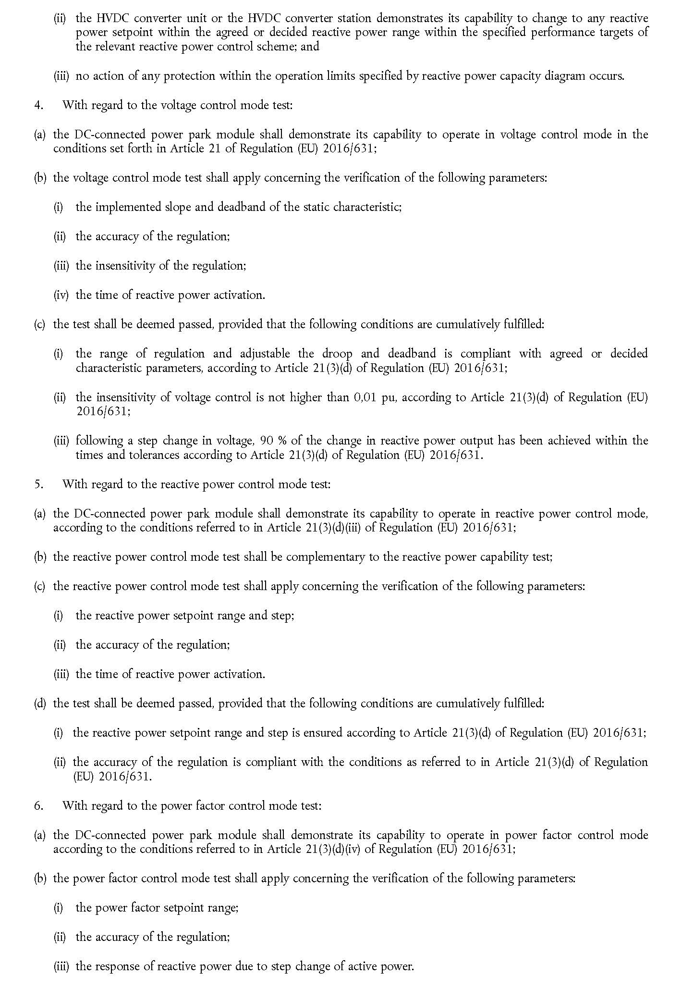 (ii) the HVDC converter unit or the HVDC converter station demonstrates its capability to change to any reactive
power setpoint within the agreed or decided reactive power range within the specified performance targets of
the relevant reactive power control scheme; and
(iii) no action of any protection within the operation limits specified by reactive power capacity diagram occurs.
4. With regard to the voltage control mode test:
(a) the DC-connected power park module shall demonstrate its capability to operate in voltage control mode in the
conditions set forth in Article 21 of Regulation (EU) 2016/631;
(b) the voltage control mode test shall apply concerning the verification of the following parameters:
(i) the implemented slope and deadband of the static characteristic;
(ii) the accuracy of the regulation;
(iii) the insensitivity of the regulation;
(iv) the time of reactive power activation.
(c) the test shall be deemed passed, provided that the following conditions are cumulatively fulfilled:
(i) the range of regulation and adjustable the droop and deadband is compliant with agreed or decided
characteristic parameters, according to Article 21(3)(d) of Regulation (EU) 2016/631;
(ii) the insensitivity of voltage control is not higher than 0,01 pu, according to Article 21(3)(d) of Regulation (EU)
2016/631;
(iii) following a step change in voltage, 90 % of the change in reactive power output has been achieved within the
times and tolerances according to Article 21(3)(d) of Regulation (EU) 2016/631.
5. With regard to the reactive power control mode test:
(a) the DC-connected power park module shall demonstrate its capability to operate in reactive power control mode,
according to the conditions referred to in Article 21(3)(d)(iii) of Regulation (EU) 2016/631;
(b) the reactive power control mode test shall be complementary to the reactive power capability test;
(c) the reactive power control mode test shall apply concerning the verification of the following parameters:
(i) the reactive power setpoint range and step;
(ii) the accuracy of the regulation;
(iii) the time of reactive power activation.
(d) the test shall be deemed passed, provided that the following conditions are cumulatively fulfilled:
(i) the reactive power setpoint range and step is ensured according to Article 21(3)(d) of Regulation (EU) 2016/631;
(ii) the accuracy of the regulation is compliant with the conditions as referred to in Article 21(3)(d) of Regulation
(EU) 2016/631.
6. With regard to the power factor control mode test:
(a) the DC-connected power park module shall demonstrate its capability to operate in power factor control mode
according to the conditions referred to in Article 21(3)(d)(iv) of Regulation (EU) 2016/631;
(b) the power factor control mode test shall apply concerning the verification of the following parameters:
(i) the power factor setpoint range;
(ii) the accuracy of the regulation;
(iii) the response of reactive power due to step change of active power.